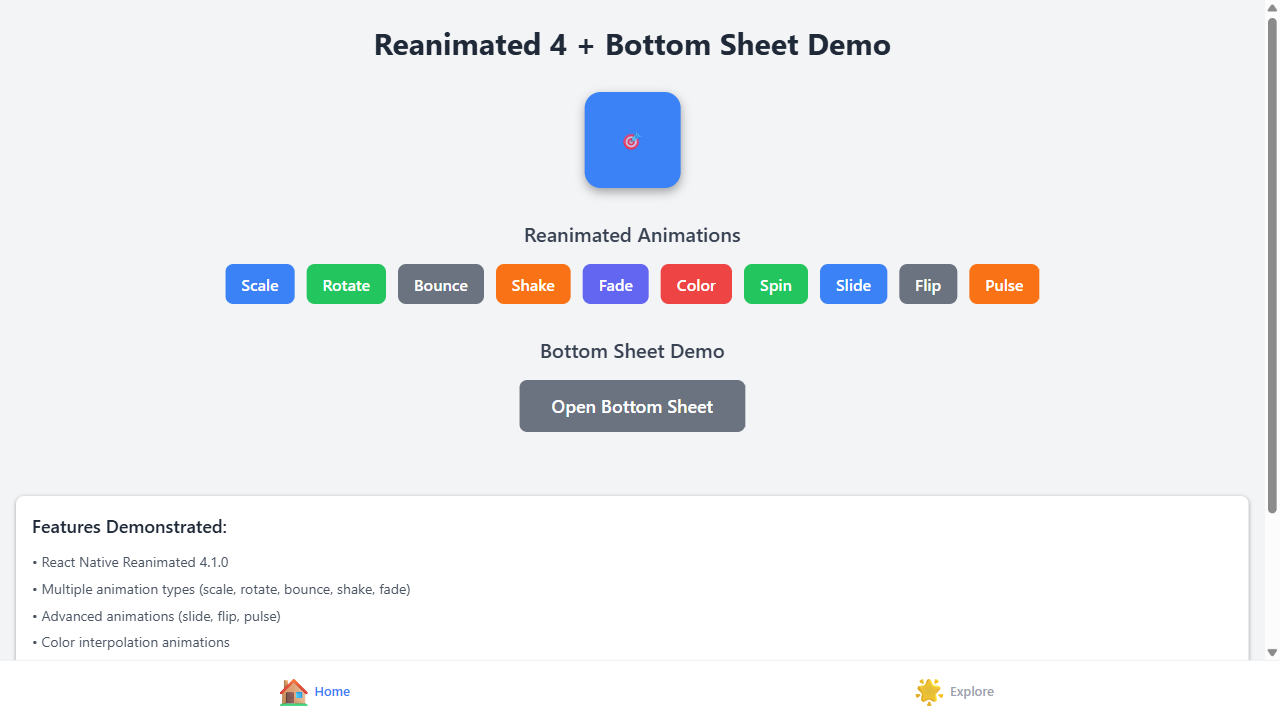 Reanimated 4 + Bottom Sheet Demo
Reanimated Animations
Scale Rotate Bounce Shake Fade Color Spin Slide Flip Pulse
Bottom Sheet Demo
Open Bottom Sheet
Features Demonstrated:
• React Native Reanimated 4.1.0
• Multiple animation types (scale, rotate, bounce, shake, fade)
• Advanced animations (slide, flip, pulse)
• Color interpolation animations
Home Explore